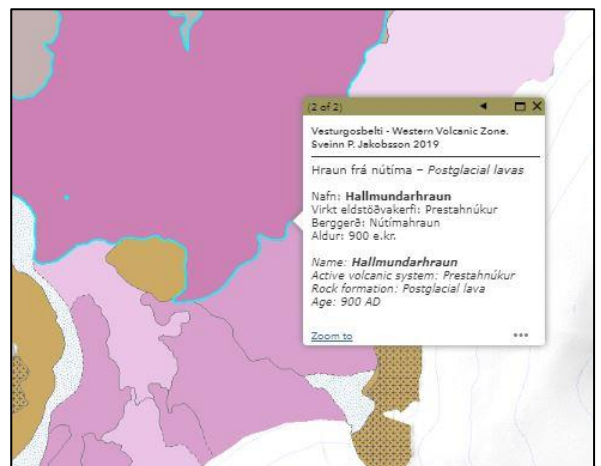 (2 of 2)
Vesturgosbelti - Western Volcanic Zone.
Sveinn P. Jakobsson 2019
Hraun frá nútíma – Postglacial lavas
Nafn: Hallmundarhraun
Virkt eldstöðvakerfi: Prestahnúkur
Berggerð: Nútímahraun
Aldur: 900 e.kr.
Name: Hallmundarhraun
Active volcanic system: Prestahnúkur
Rock formation: Postglacial lava
Age: 900 AD
Zoom to